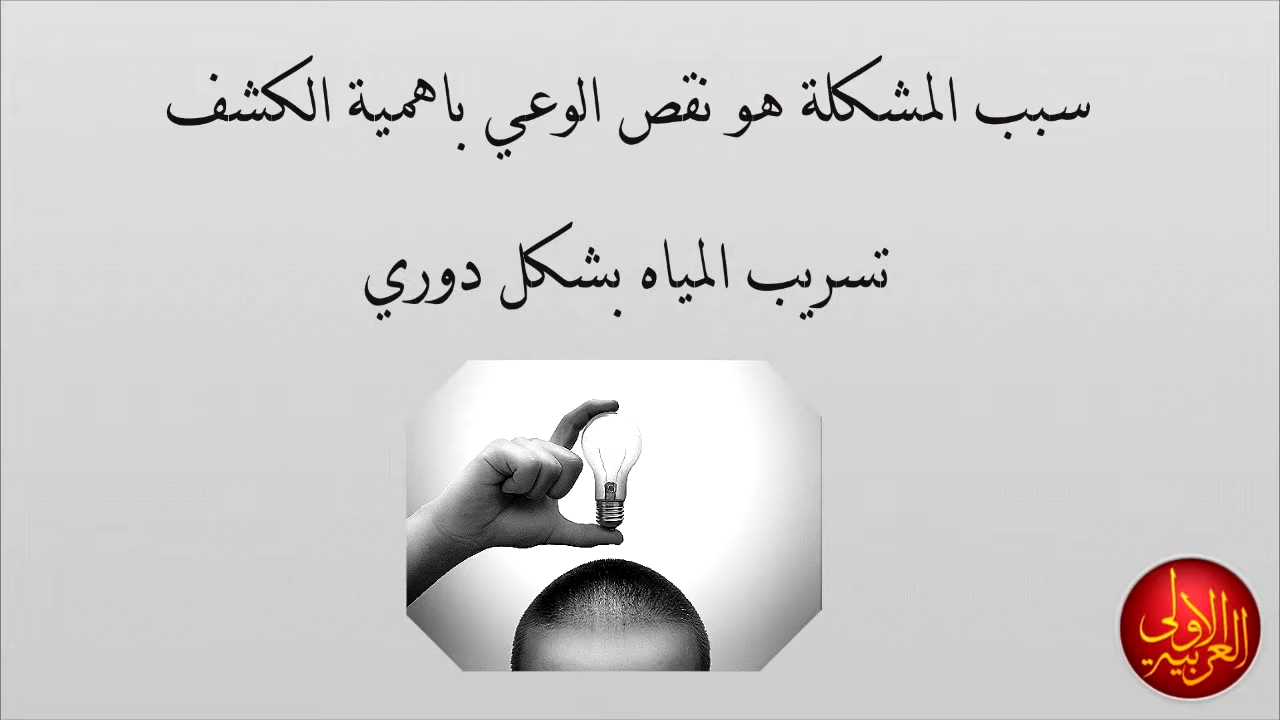 سبب المشكلة هو نقص الوعي باهمية الكشف
تسريب المياه بشكل دوري
الاولى
العربية